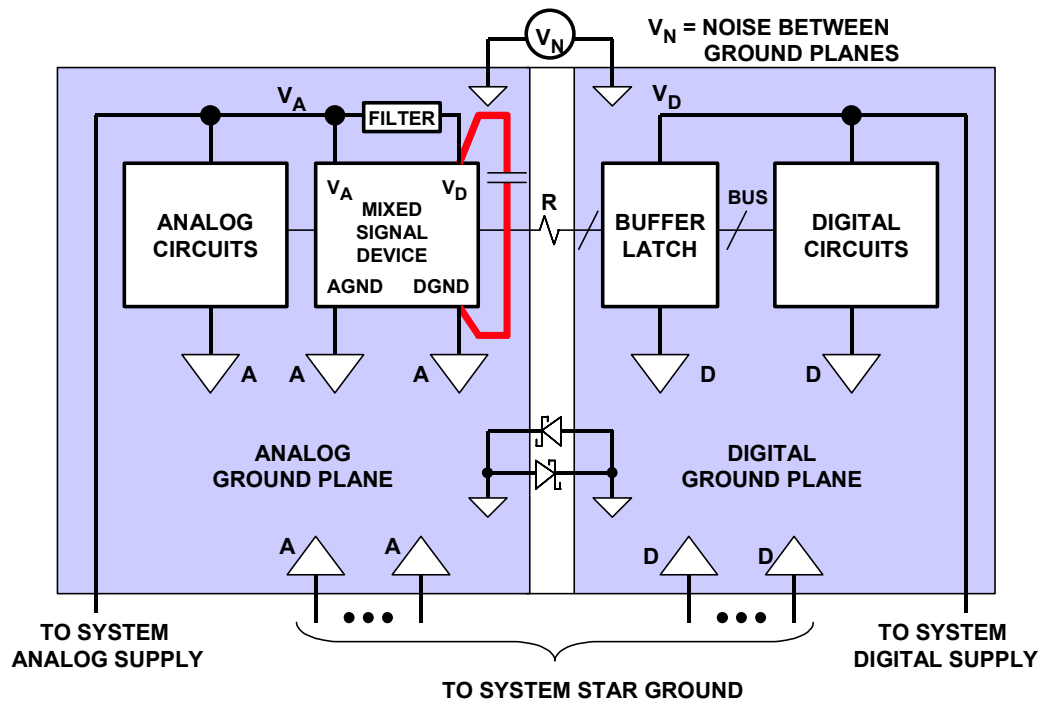 V_N = NOISE BETWEEN
GROUND PLANES
V_N
V_A
FILTER
V_D
V_A
V_D
ANALOG
CIRCUITS
MIXED
SIGNAL
DEVICE
AGND
DGND
R
BUFFER
LATCH
BUS
DIGITAL
CIRCUITS
A
A
A
D
D
ANALOG
GROUND PLANE
DIGITAL
GROUND PLANE
A
A
D
D
TO SYSTEM
ANALOG SUPPLY
TO SYSTEM
DIGITAL SUPPLY
TO SYSTEM STAR GROUND